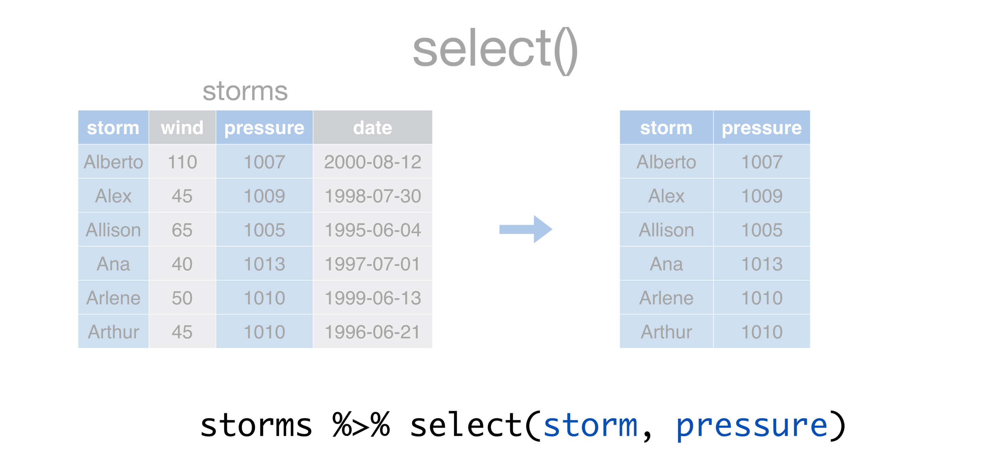 select()
storms
storm wind pressure date
Alberto 110 1007 2000-08-12
Alex 45 1009 1998-07-30
Allison 65 1005 1995-06-04
Ana 40 1013 1997-07-01
Arlene 50 1010 1999-06-13
Arthur 45 1010 1996-06-21
storm pressure
Alberto 1007
Alex 1009
Allison 1005
Ana 1013
Arlene 1010
Arthur 1010
storms %>% select(storm, pressure)